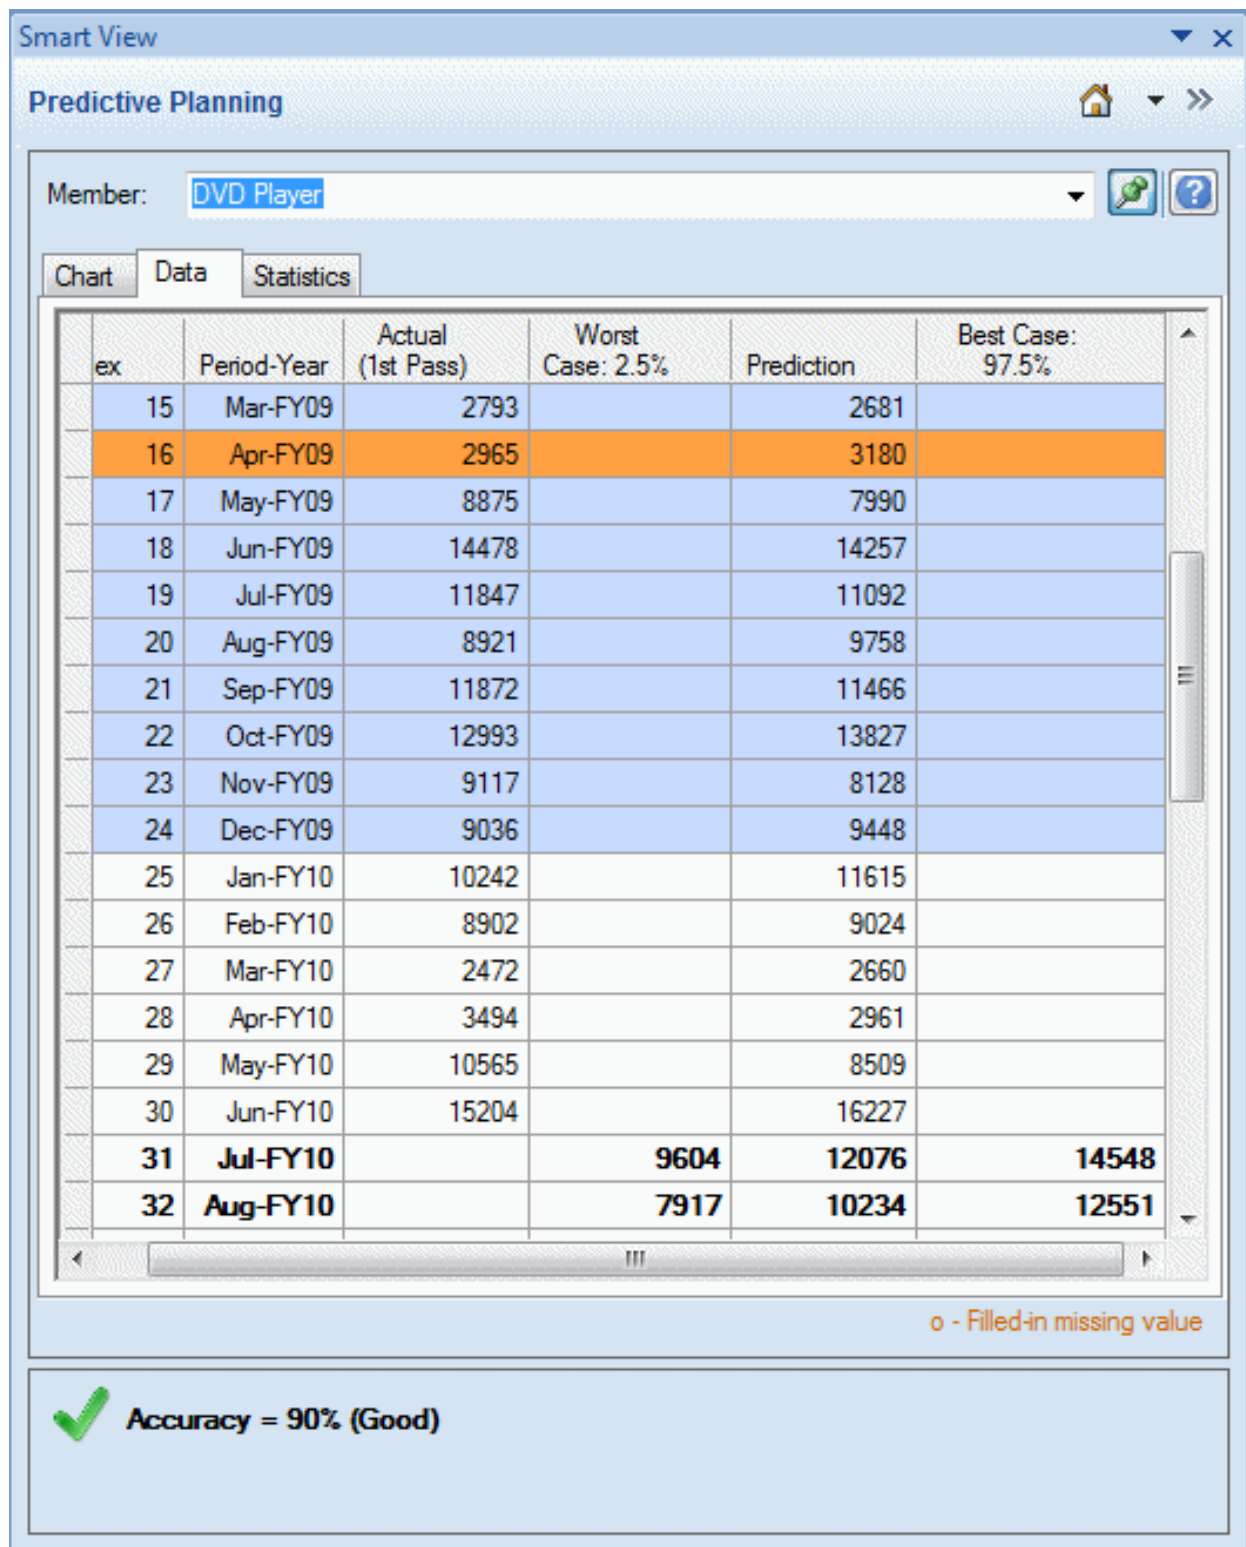 Smart View
Predictive Planning
Member: DVD Player
Chart Data Statistics
ex Period-Year Actual (1st Pass) Worst Case: 2.5% Prediction Best Case: 97.5%
15 Mar-FY09 2793 2681
16 Apr-FY09 2965 3180
17 May-FY09 8875 7990
18 Jun-FY09 14478 14257
19 Jul-FY09 11847 11092
20 Aug-FY09 8921 9758
21 Sep-FY09 11872 11466
22 Oct-FY09 12993 13827
23 Nov-FY09 9117 8128
24 Dec-FY09 9036 9448
25 Jan-FY10 10242 11615
26 Feb-FY10 8902 9024
27 Mar-FY10 2472 2660
28 Apr-FY10 3494 2961
29 May-FY10 10565 8509
30 Jun-FY10 15204 16227
31 Jul-FY10 9604 12076 14548
32 Aug-FY10 7917 10234 12551
o - Filled-in missing value
Accuracy = 90% (Good)